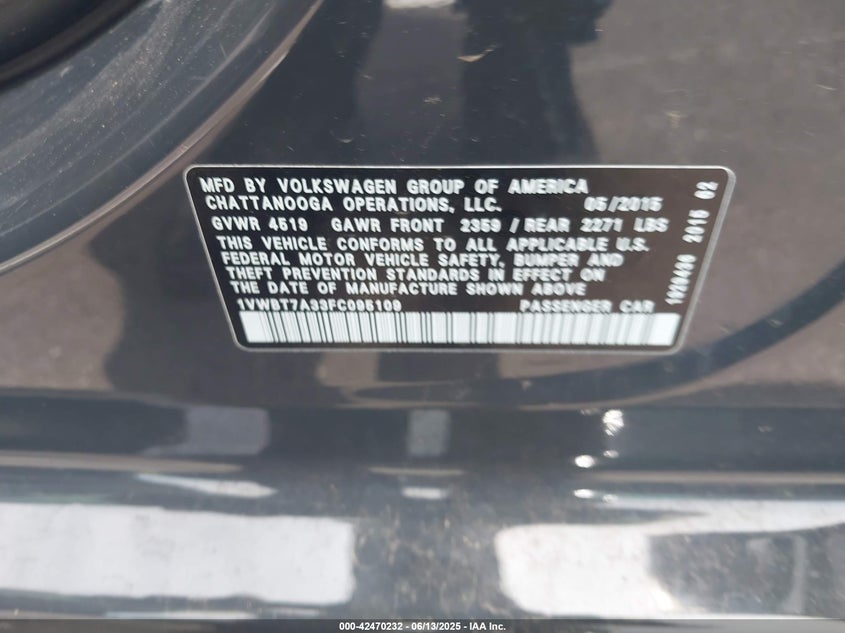 MFD BY VOLKSWAGEN GROUP OF AMERICA
CHATTANOOGA OPERATIONS, LLC. 05/2015
GVWR 4519 GAWR FRONT 2359 / REAR 2271 LBS
THIS VEHICLE CONFORMS TO ALL APPLICABLE U.S.
FEDERAL MOTOR VEHICLE SAFETY, BUMPER AND
THEFT PREVENTION STANDARDS IN EFFECT ON
THE DATE OF MANUFACTURE SHOWN ABOVE
1VWBT7A33FC095109 PASSENGER CAR
2015 02
000-42470232 - 06/13/2025 - IAA Inc.